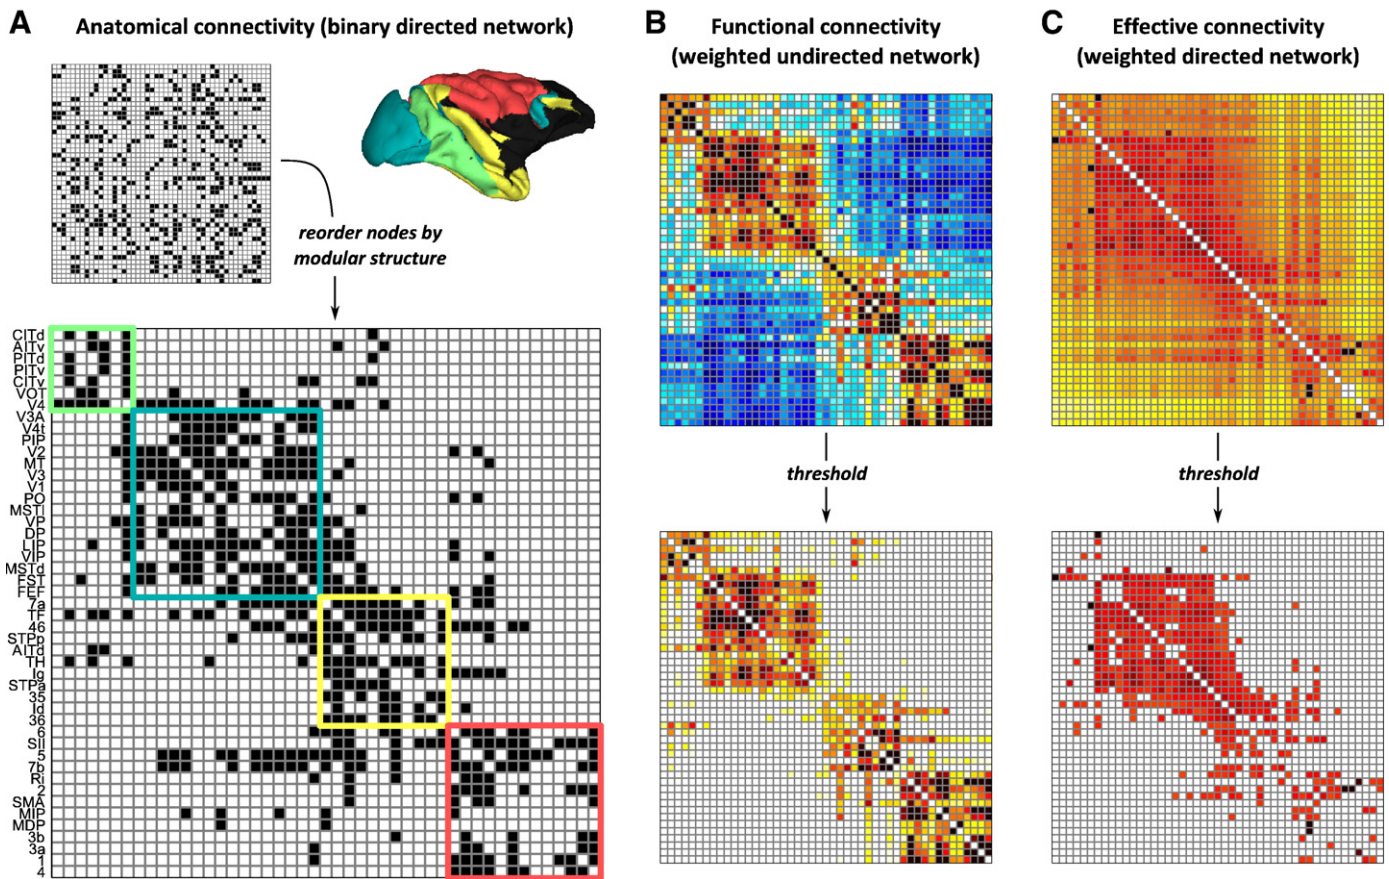 A
Anatomical connectivity (binary directed network)
reorder nodes by
modular structure
CITd
AITv
PITd
PITv
CITv
VOT
V4
V3A
V4t
PIP
V2
MT
V3
V1
PO
MSTl
VP
DP
LIP
VIP
MSTd
FST
FEF
7a
TF
46
STPp
AITd
TH
Ig
STPa
35
Id
36
6
SII
5
7b
Ri
2
SMA
MIP
MDP
3b
3a
1
4
B
Functional connectivity
(weighted undirected network)
threshold
C
Effective connectivity
(weighted directed network)
threshold